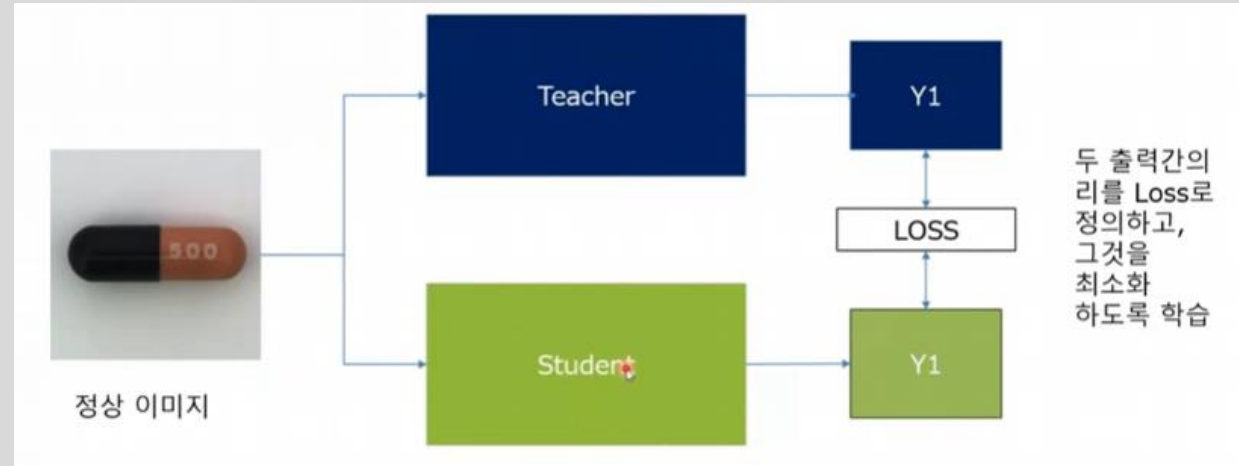 Teacher
Y1
500
LOSS
두 출력간의
리를 Loss로
정의하고,
그것을
최소화
하도록 학습
Student
Y1
정상 이미지